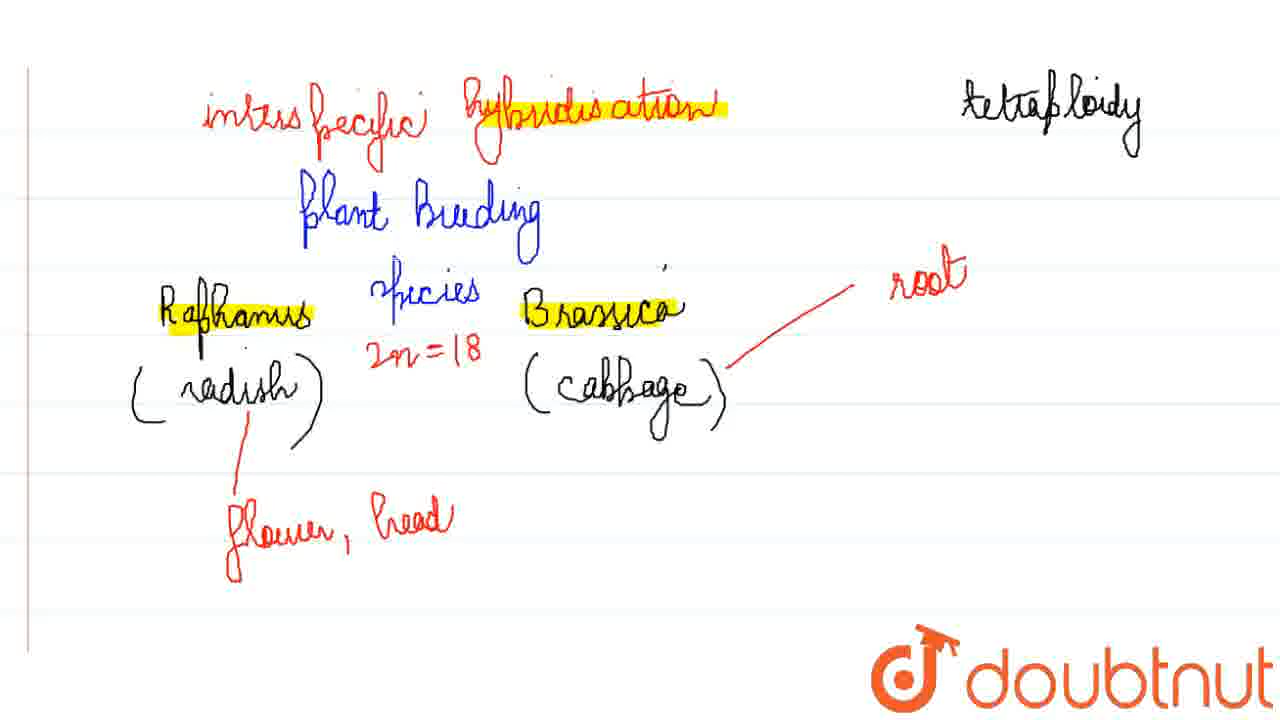 interspecific hybridisation
tetraploidy
plant Breeding
species
Raphanus
Brassica
root
2n=18
(radish)
(cabbage)
flower, head
doubtnut